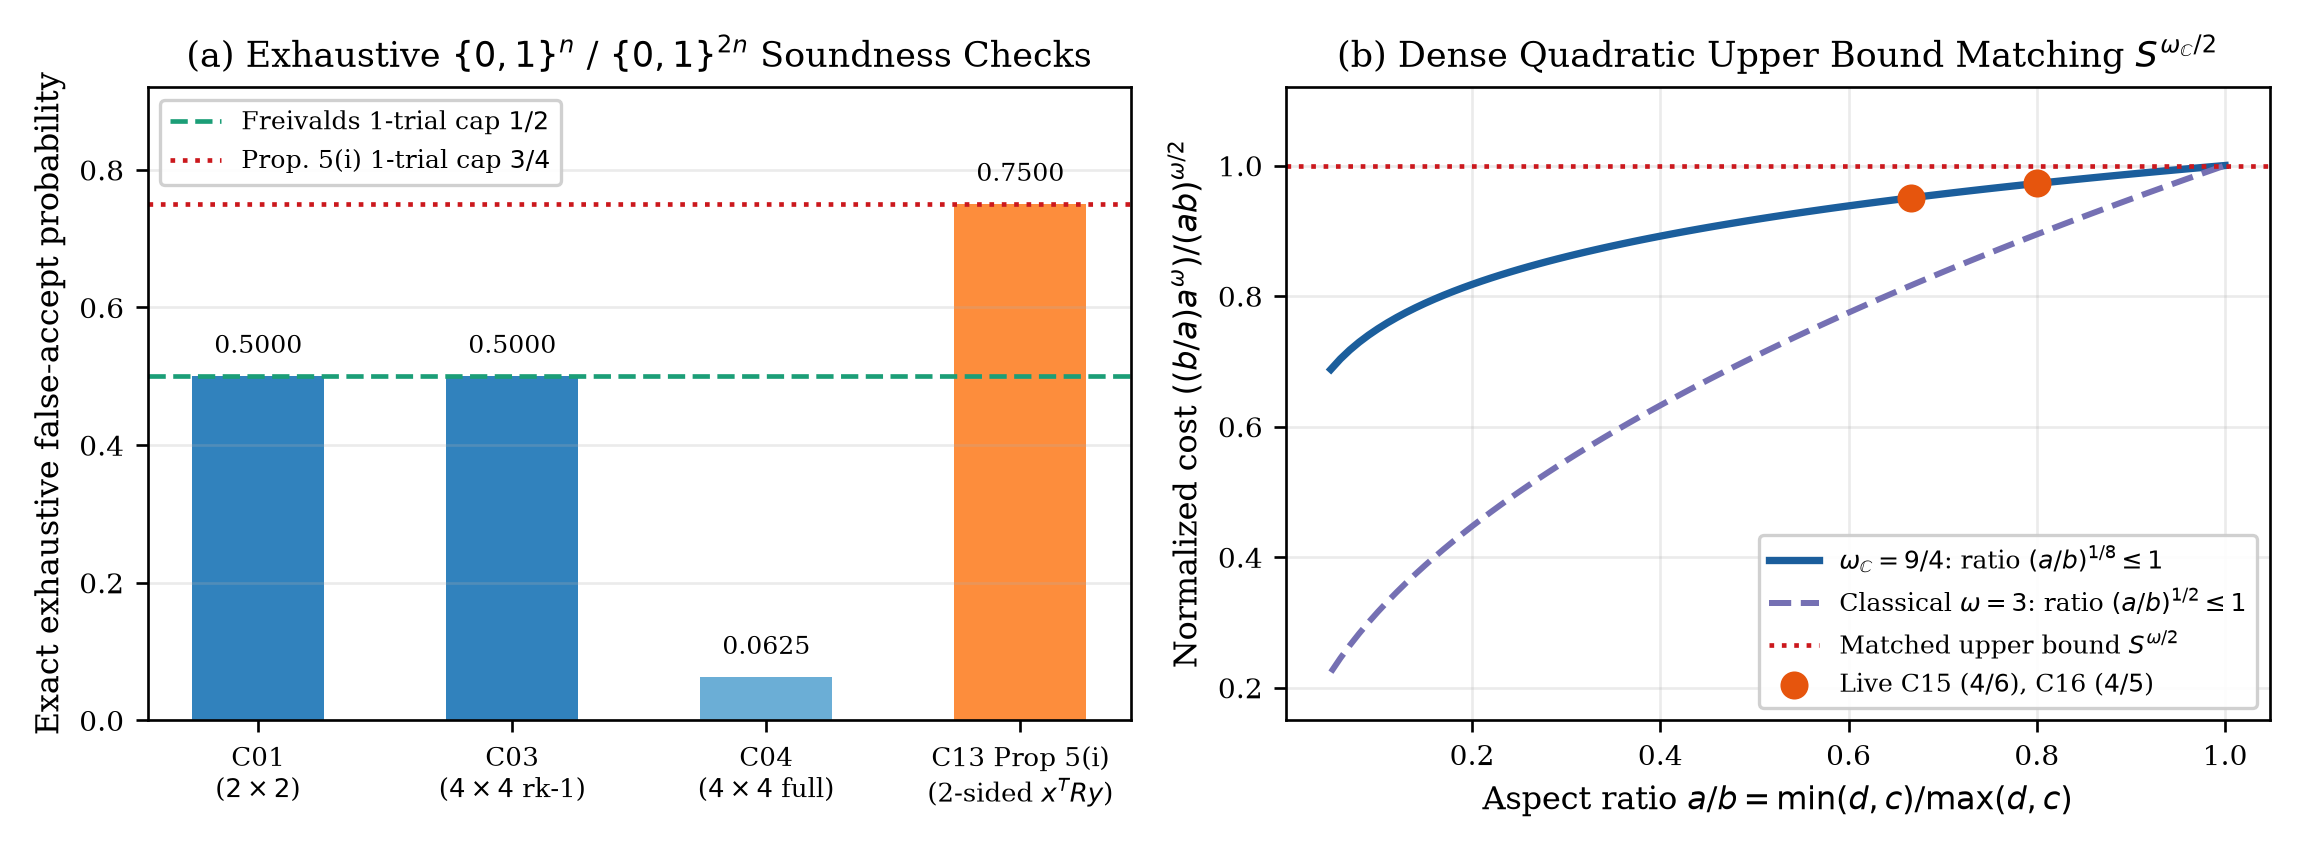 (a) Exhaustive {0, 1}ⁿ / {0, 1}²ⁿ Soundness Checks
Exact exhaustive false-accept probability
0.8
0.6
0.4
0.2
0.0
Freivalds 1-trial cap 1/2
Prop. 5(i) 1-trial cap 3/4
0.5000
0.5000
0.0625
0.7500
C01
(2 × 2)
C03
(4 × 4 rk-1)
C04
(4 × 4 full)
C13 Prop 5(i)
(2-sided xᵀRy)
(b) Dense Quadratic Upper Bound Matching S^{ω_ℂ/2}
Normalized cost ((b/a)a^ω)/(ab)^{ω/2}
1.0
0.8
0.6
0.4
0.2
ω_ℂ = 9/4: ratio (a/b)^{1/8} ≤ 1
Classical ω = 3: ratio (a/b)^{1/2} ≤ 1
Matched upper bound S^{ω/2}
Live C15 (4/6), C16 (4/5)
0.2
0.4
0.6
0.8
1.0
Aspect ratio a/b = min(d, c)/max(d, c)